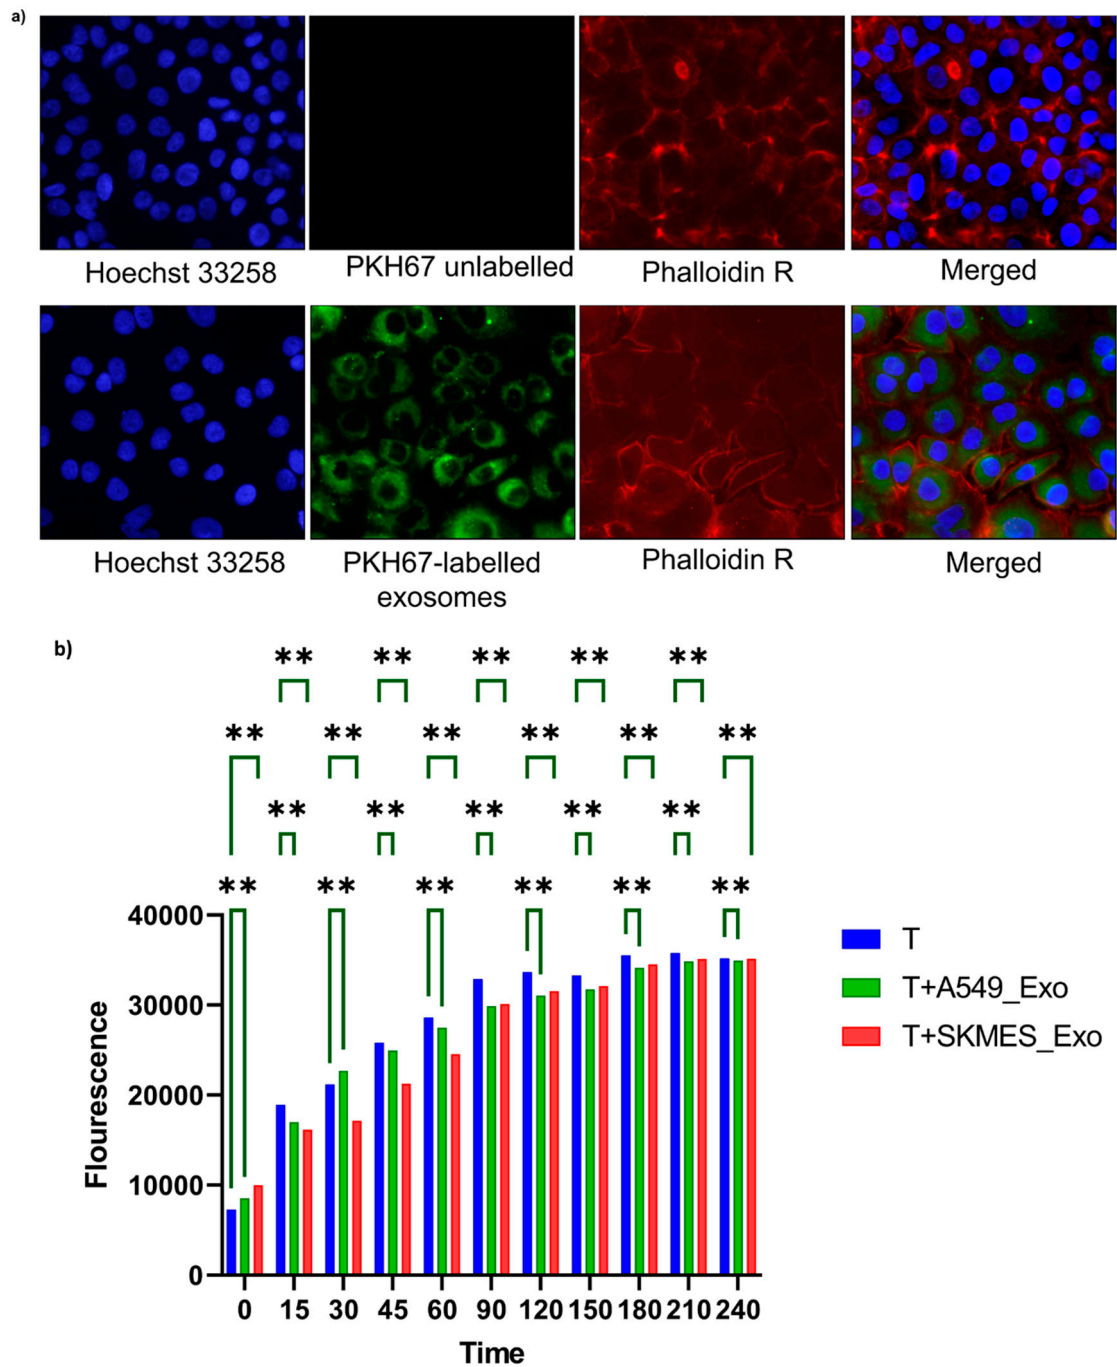 a)
Hoechst 33258
PKH67 unlabelled
Phalloidin R
Merged
Hoechst 33258
PKH67-labelled
exosomes
Phalloidin R
Merged
b)
** ** ** ** **
** ** ** ** ** **
** ** ** ** **
** ** ** ** ** **
40000
30000
20000
10000
0
Flourescence
0 15 30 45 60 90 120 150 180 210 240
Time
T
T+A549_Exo
T+SKMES_Exo